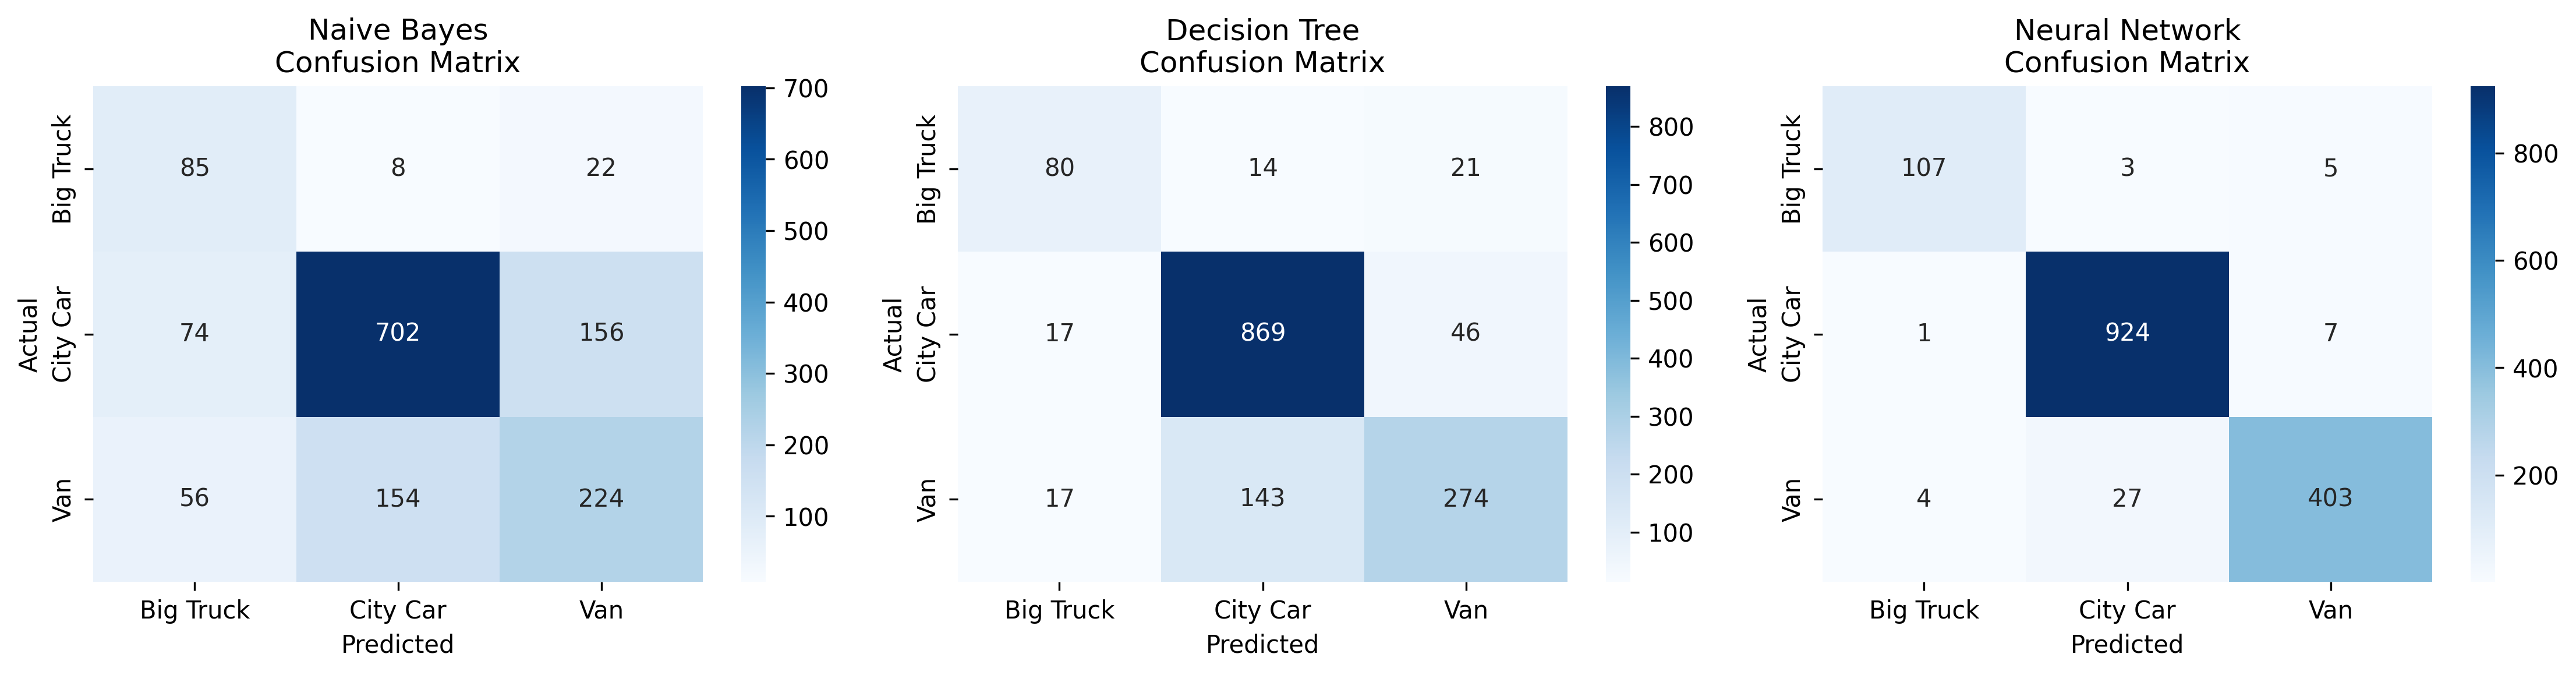 Naive Bayes
Confusion Matrix
Actual
Big Truck
City Car
Van
85 8 22
74 702 156
56 154 224
Big Truck City Car Van
Predicted
700
600
500
400
300
200
100
Decision Tree
Confusion Matrix
Actual
Big Truck
City Car
Van
80 14 21
17 869 46
17 143 274
Big Truck City Car Van
Predicted
800
700
600
500
400
300
200
100
Neural Network
Confusion Matrix
Actual
Big Truck
City Car
Van
107 3 5
1 924 7
4 27 403
Big Truck City Car Van
Predicted
800
600
400
200